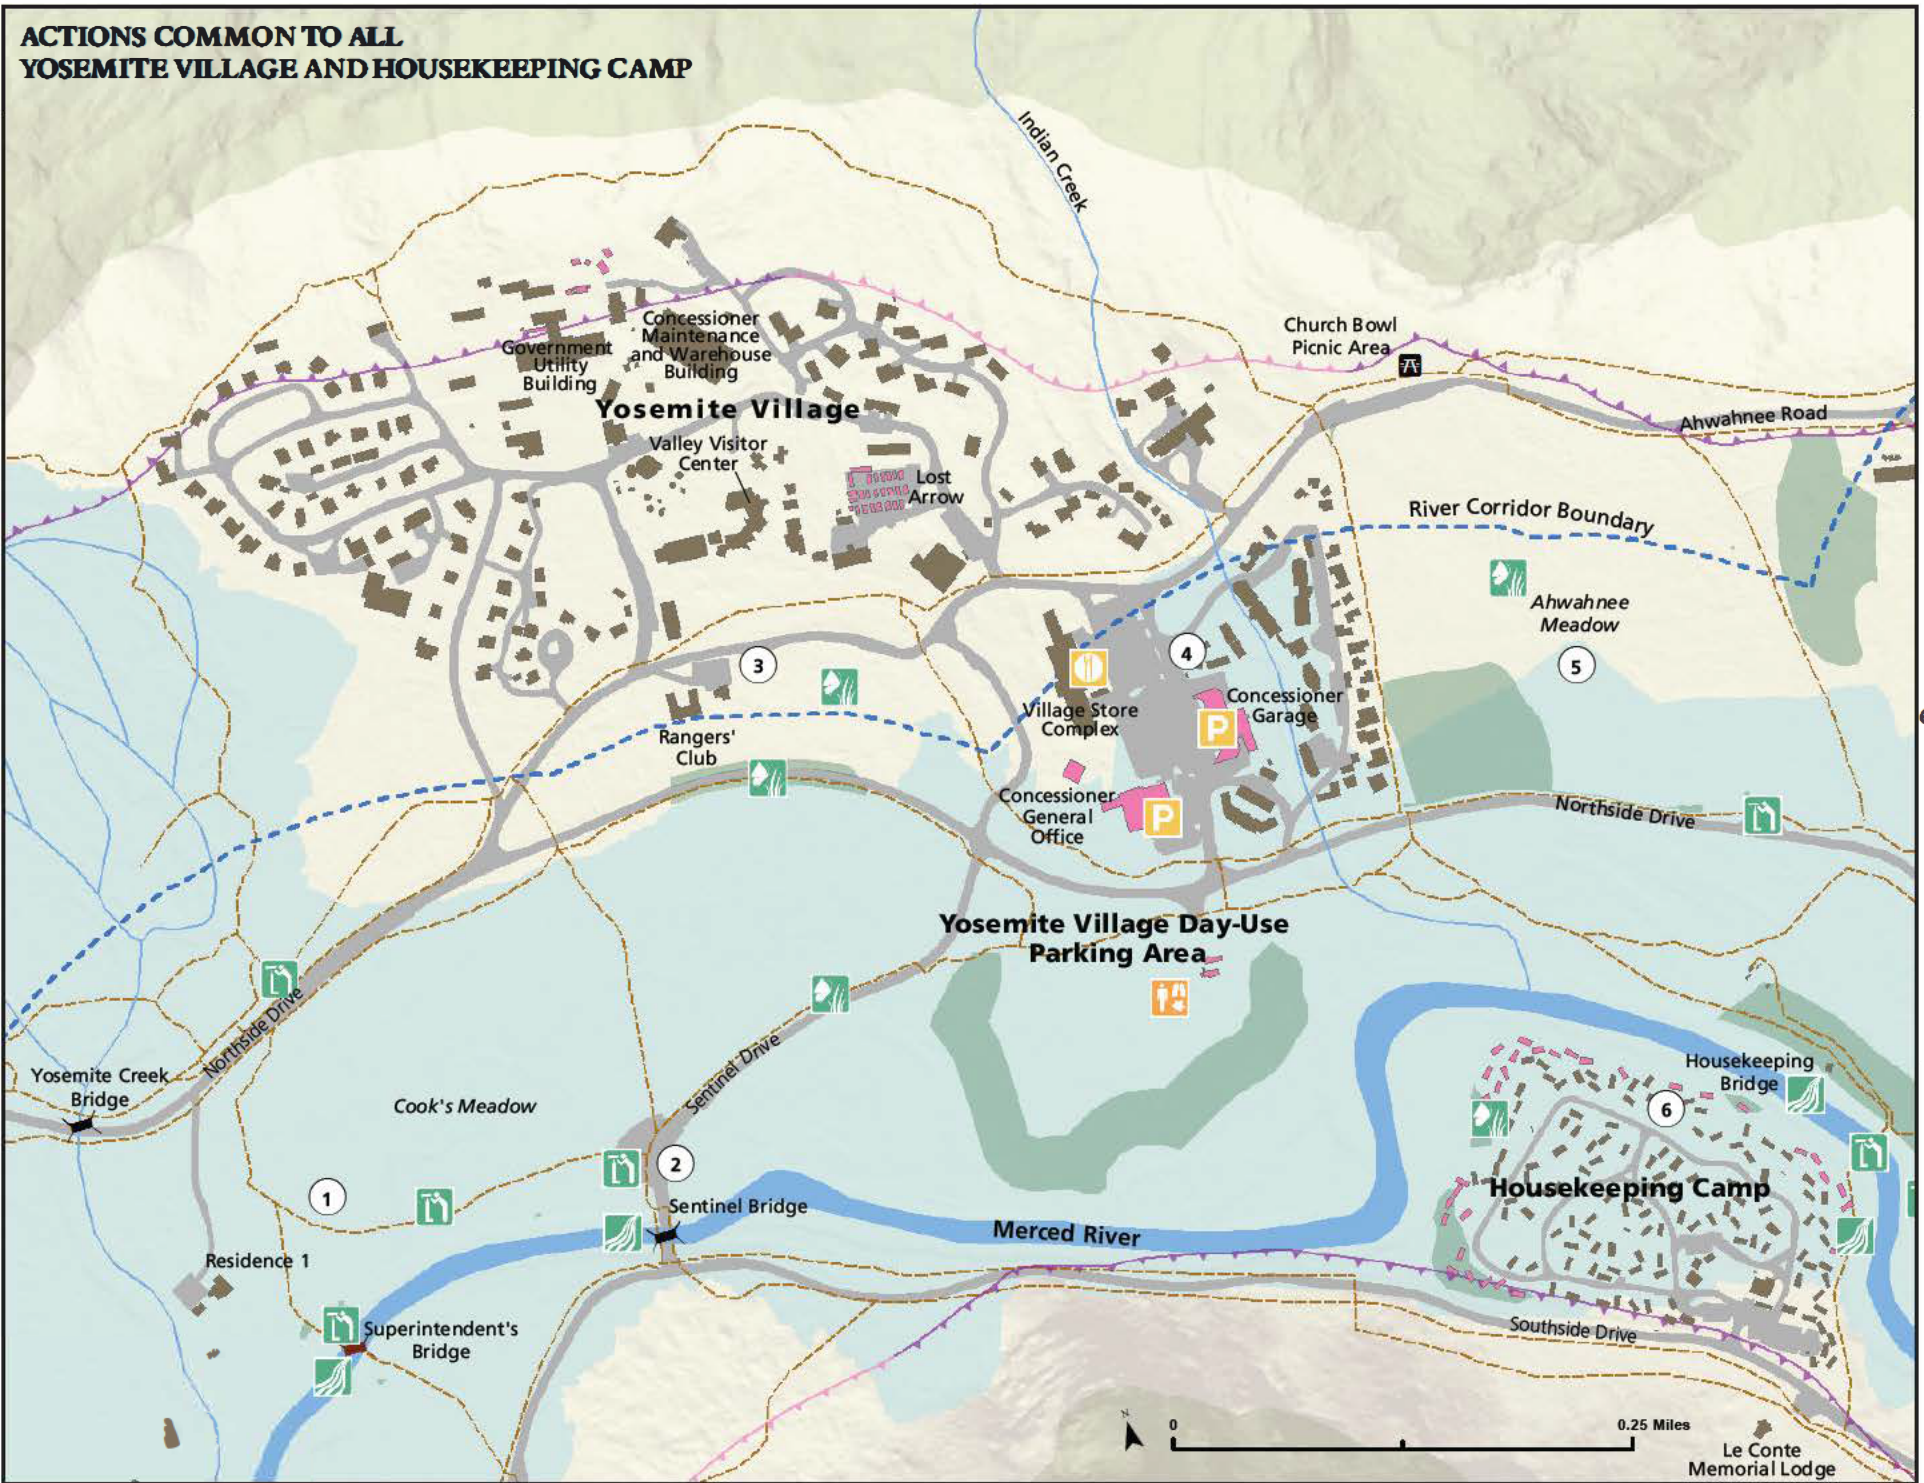 ACTIONS COMMON TO ALL
YOSEMITE VILLAGE AND HOUSEKEEPING CAMP
Indian Creek
Church Bowl
Picnic Area
Concessioner
Maintenance
and Warehouse
Building
Government
Utility
Building
Yosemite Village
Ahwahnee Road
Valley Visitor
Center
Lost
Arrow
River Corridor Boundary
Ahwahnee
Meadow
3
4
5
Village Store
Complex
Concessioner
Garage
P
Rangers'
Club
Concessioner
General
Office
P
Northside Drive
Yosemite Village Day-Use
Parking Area
Northside Drive
Yosemite Creek
Bridge
Cook's Meadow
Sentinel Drive
Housekeeping
Bridge
6
1
2
Sentinel Bridge
Merced River
Housekeeping Camp
Residence 1
Superintendent's
Bridge
Southside Drive
N
0
0.25 Miles
Le Conte
Memorial Lodge